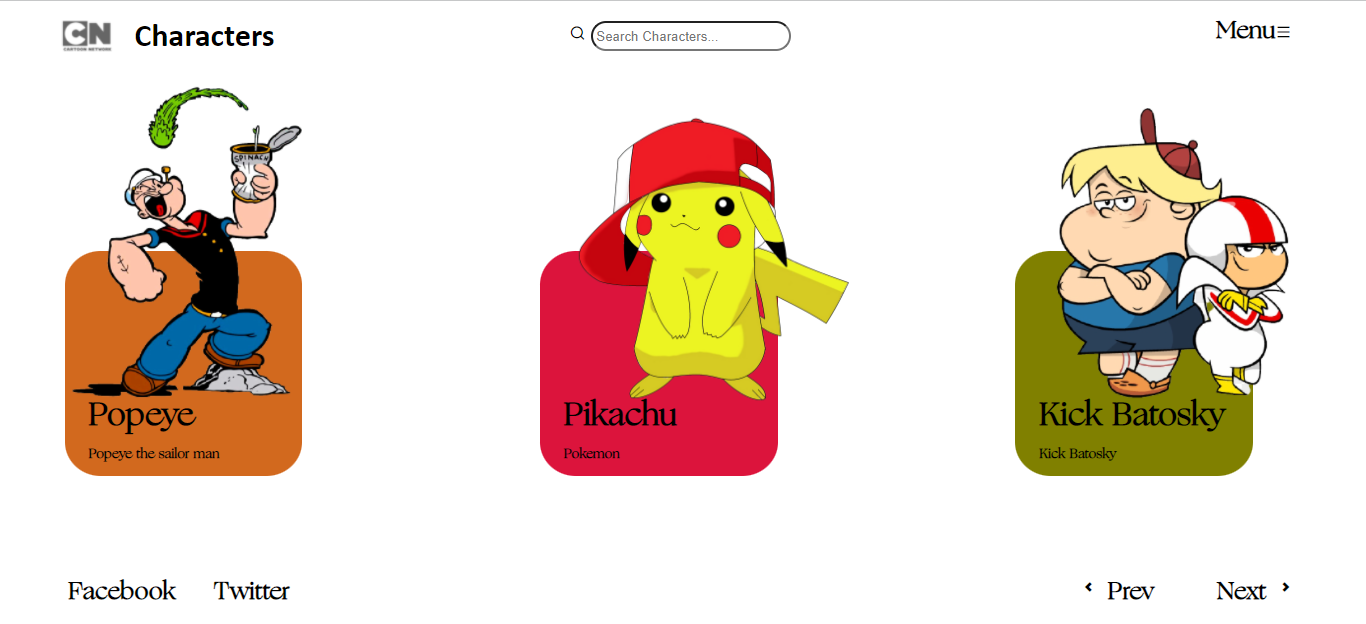 CN
CARTOON NETWORK
Characters
Search Characters...
Menu
SPINACH
Popeye
Popeye the sailor man
Pikachu
Pokemon
Kick Batosky
Kick Batosky
Facebook
Twitter
Prev
Next